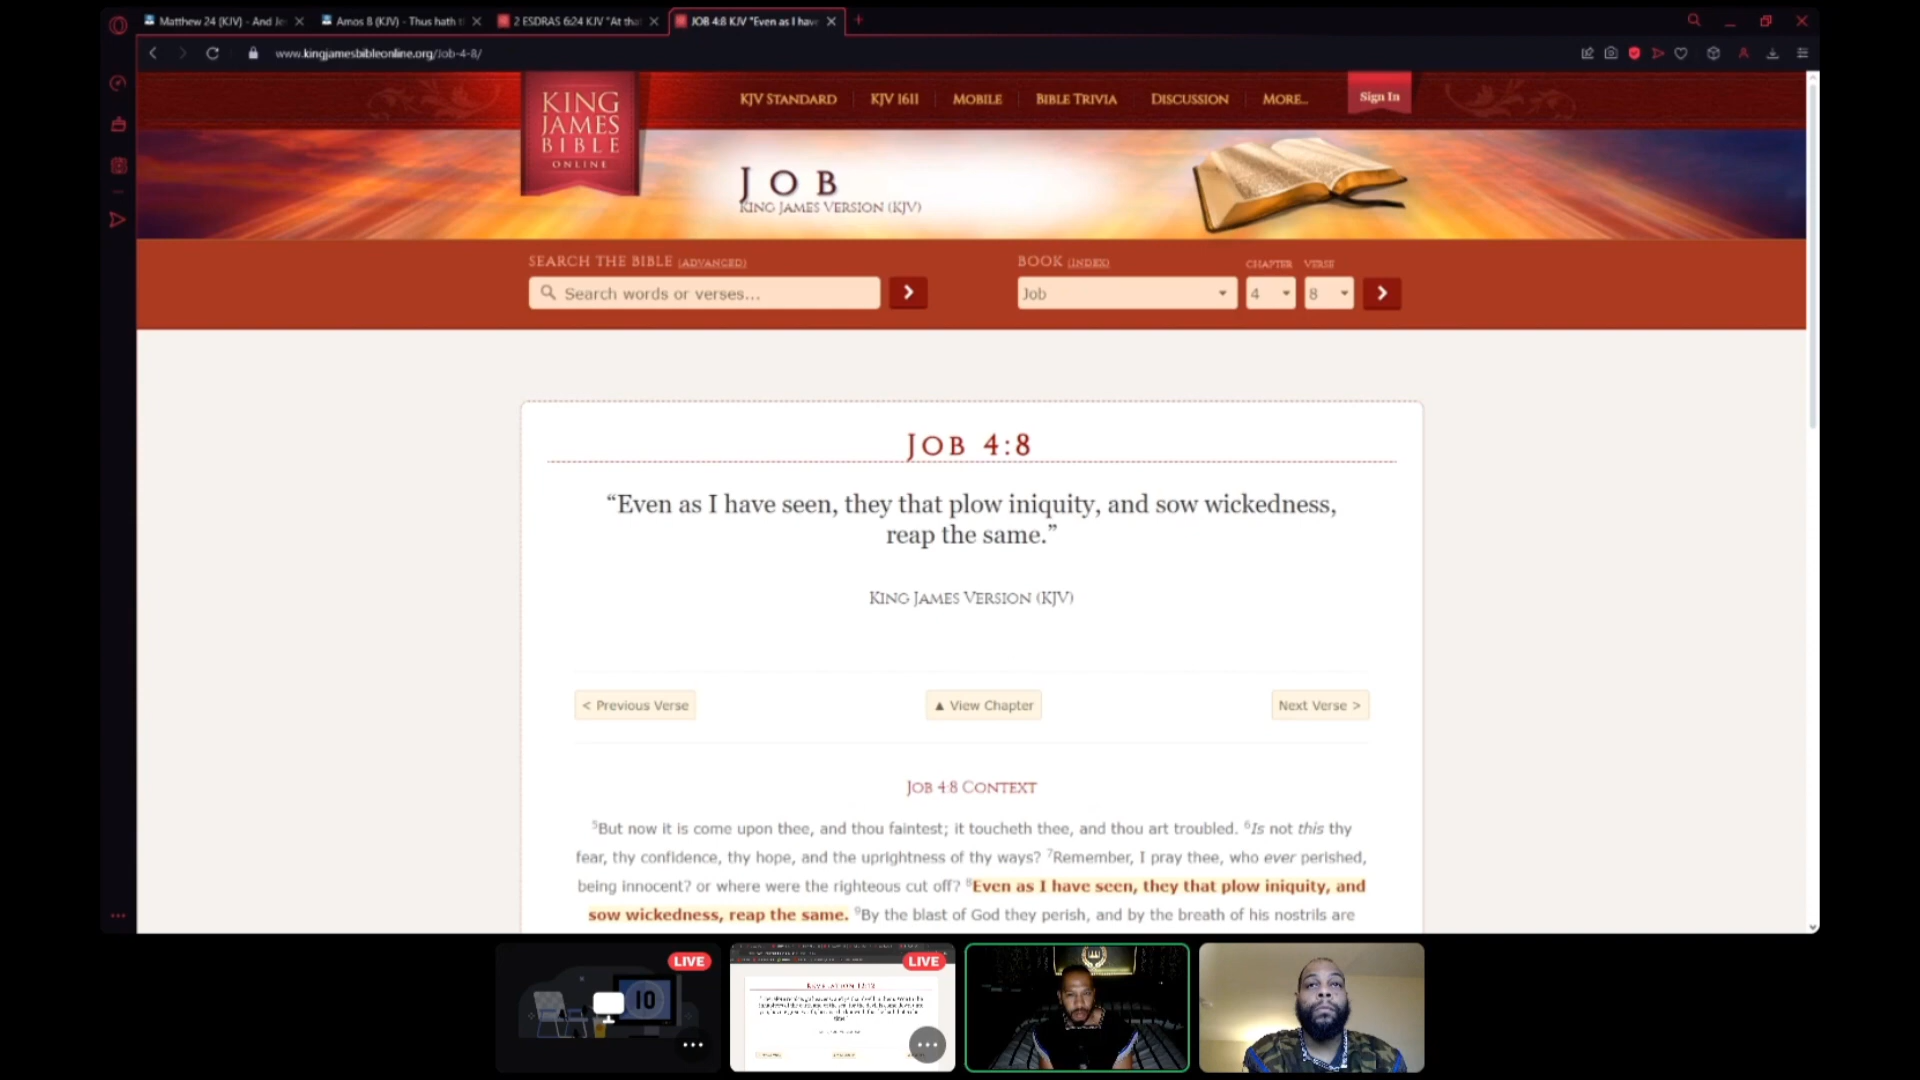 Matthew 24 (KJV) - And Je
Amos 8 (KJV) - Thus hath t
2 ESDRAS 6:24 KJV "At tha
JOB 4:8 KJV "Even as I have
www.kingjamesbibleonline.org/Job-4-8/
KING
JAMES
BIBLE
ONLINE
KJV STANDARD
KJV 1611
MOBILE
BIBLE TRIVIA
DISCUSSION
MORE...
Sign In
JOB
KING JAMES VERSION (KJV)
SEARCH THE BIBLE (ADVANCED)
Search words or verses...
BOOK (INDEX)
CHAPTER
VERSE
Job
4
8
JOB 4:8
“Even as I have seen, they that plow iniquity, and sow wickedness,
reap the same.”
KING JAMES VERSION (KJV)
< Previous Verse
▲ View Chapter
Next Verse >
JOB 4:8 CONTEXT
5But now it is come upon thee, and thou faintest; it toucheth thee, and thou art troubled. 6Is not this thy
fear, thy confidence, thy hope, and the uprightness of thy ways? 7Remember, I pray thee, who ever perished,
being innocent? or where were the righteous cut off? 8Even as I have seen, they that plow iniquity, and
sow wickedness, reap the same. 9By the blast of God they perish, and by the breath of his nostrils are
LIVE
10
LIVE